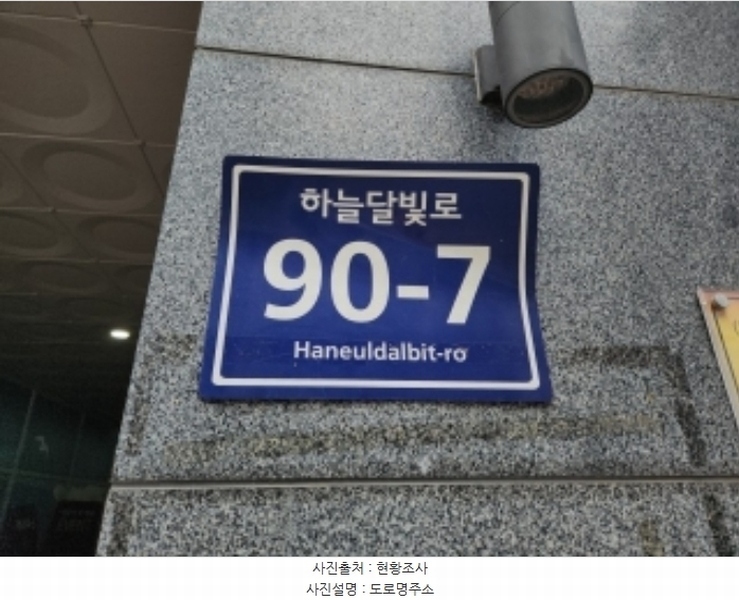 하늘달빛로
90-7
Haneuldalbit-ro
사진출처 : 현황조사
사진설명 : 도로명주소